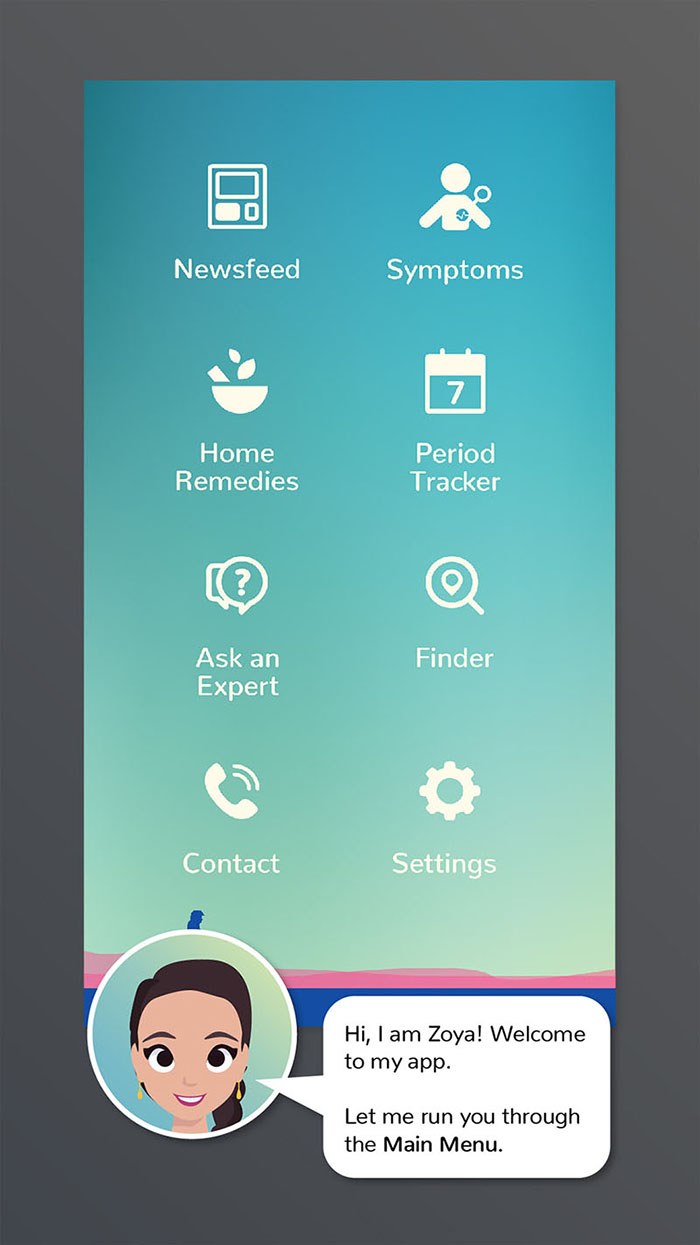 Newsfeed
Symptoms
Home
Remedies
7
Period
Tracker
?
Ask an
Expert
Finder
Contact
Settings
Hi, I am Zoya! Welcome
to my app.
Let me run you through
the Main Menu.